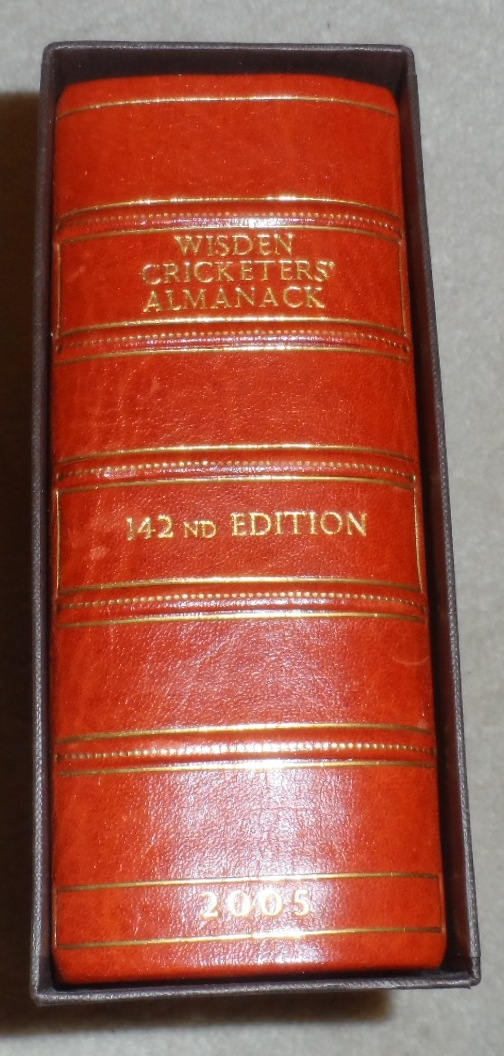 WISDEN
CRICKETERS'
ALMANACK
142 ND EDITION
2005